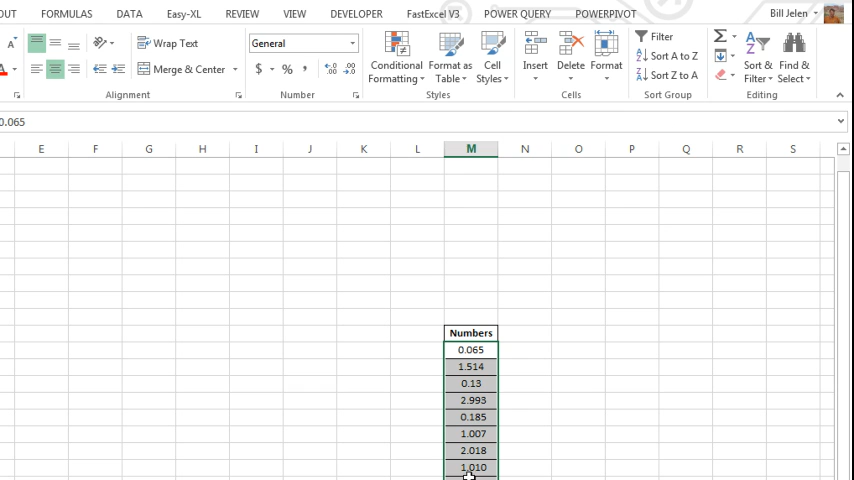 OUT FORMULAS DATA Easy-XL REVIEW VIEW DEVELOPER FastExcel V3 POWER QUERY POWERPIVOT Bill Jelen
A Wrap Text General Conditional Formatting Format as Table Cell Styles Insert Delete Format Filter Sort A to Z Sort Z to A Sort & Filter Find & Select
A Merge & Center $ % , .0 .00
Alignment Number Styles Cells Sort Group Editing
0.065
E F G H I J K L M N O P Q R S
Numbers
0.065
1.514
0.13
2.993
0.185
1.007
2.018
1.010